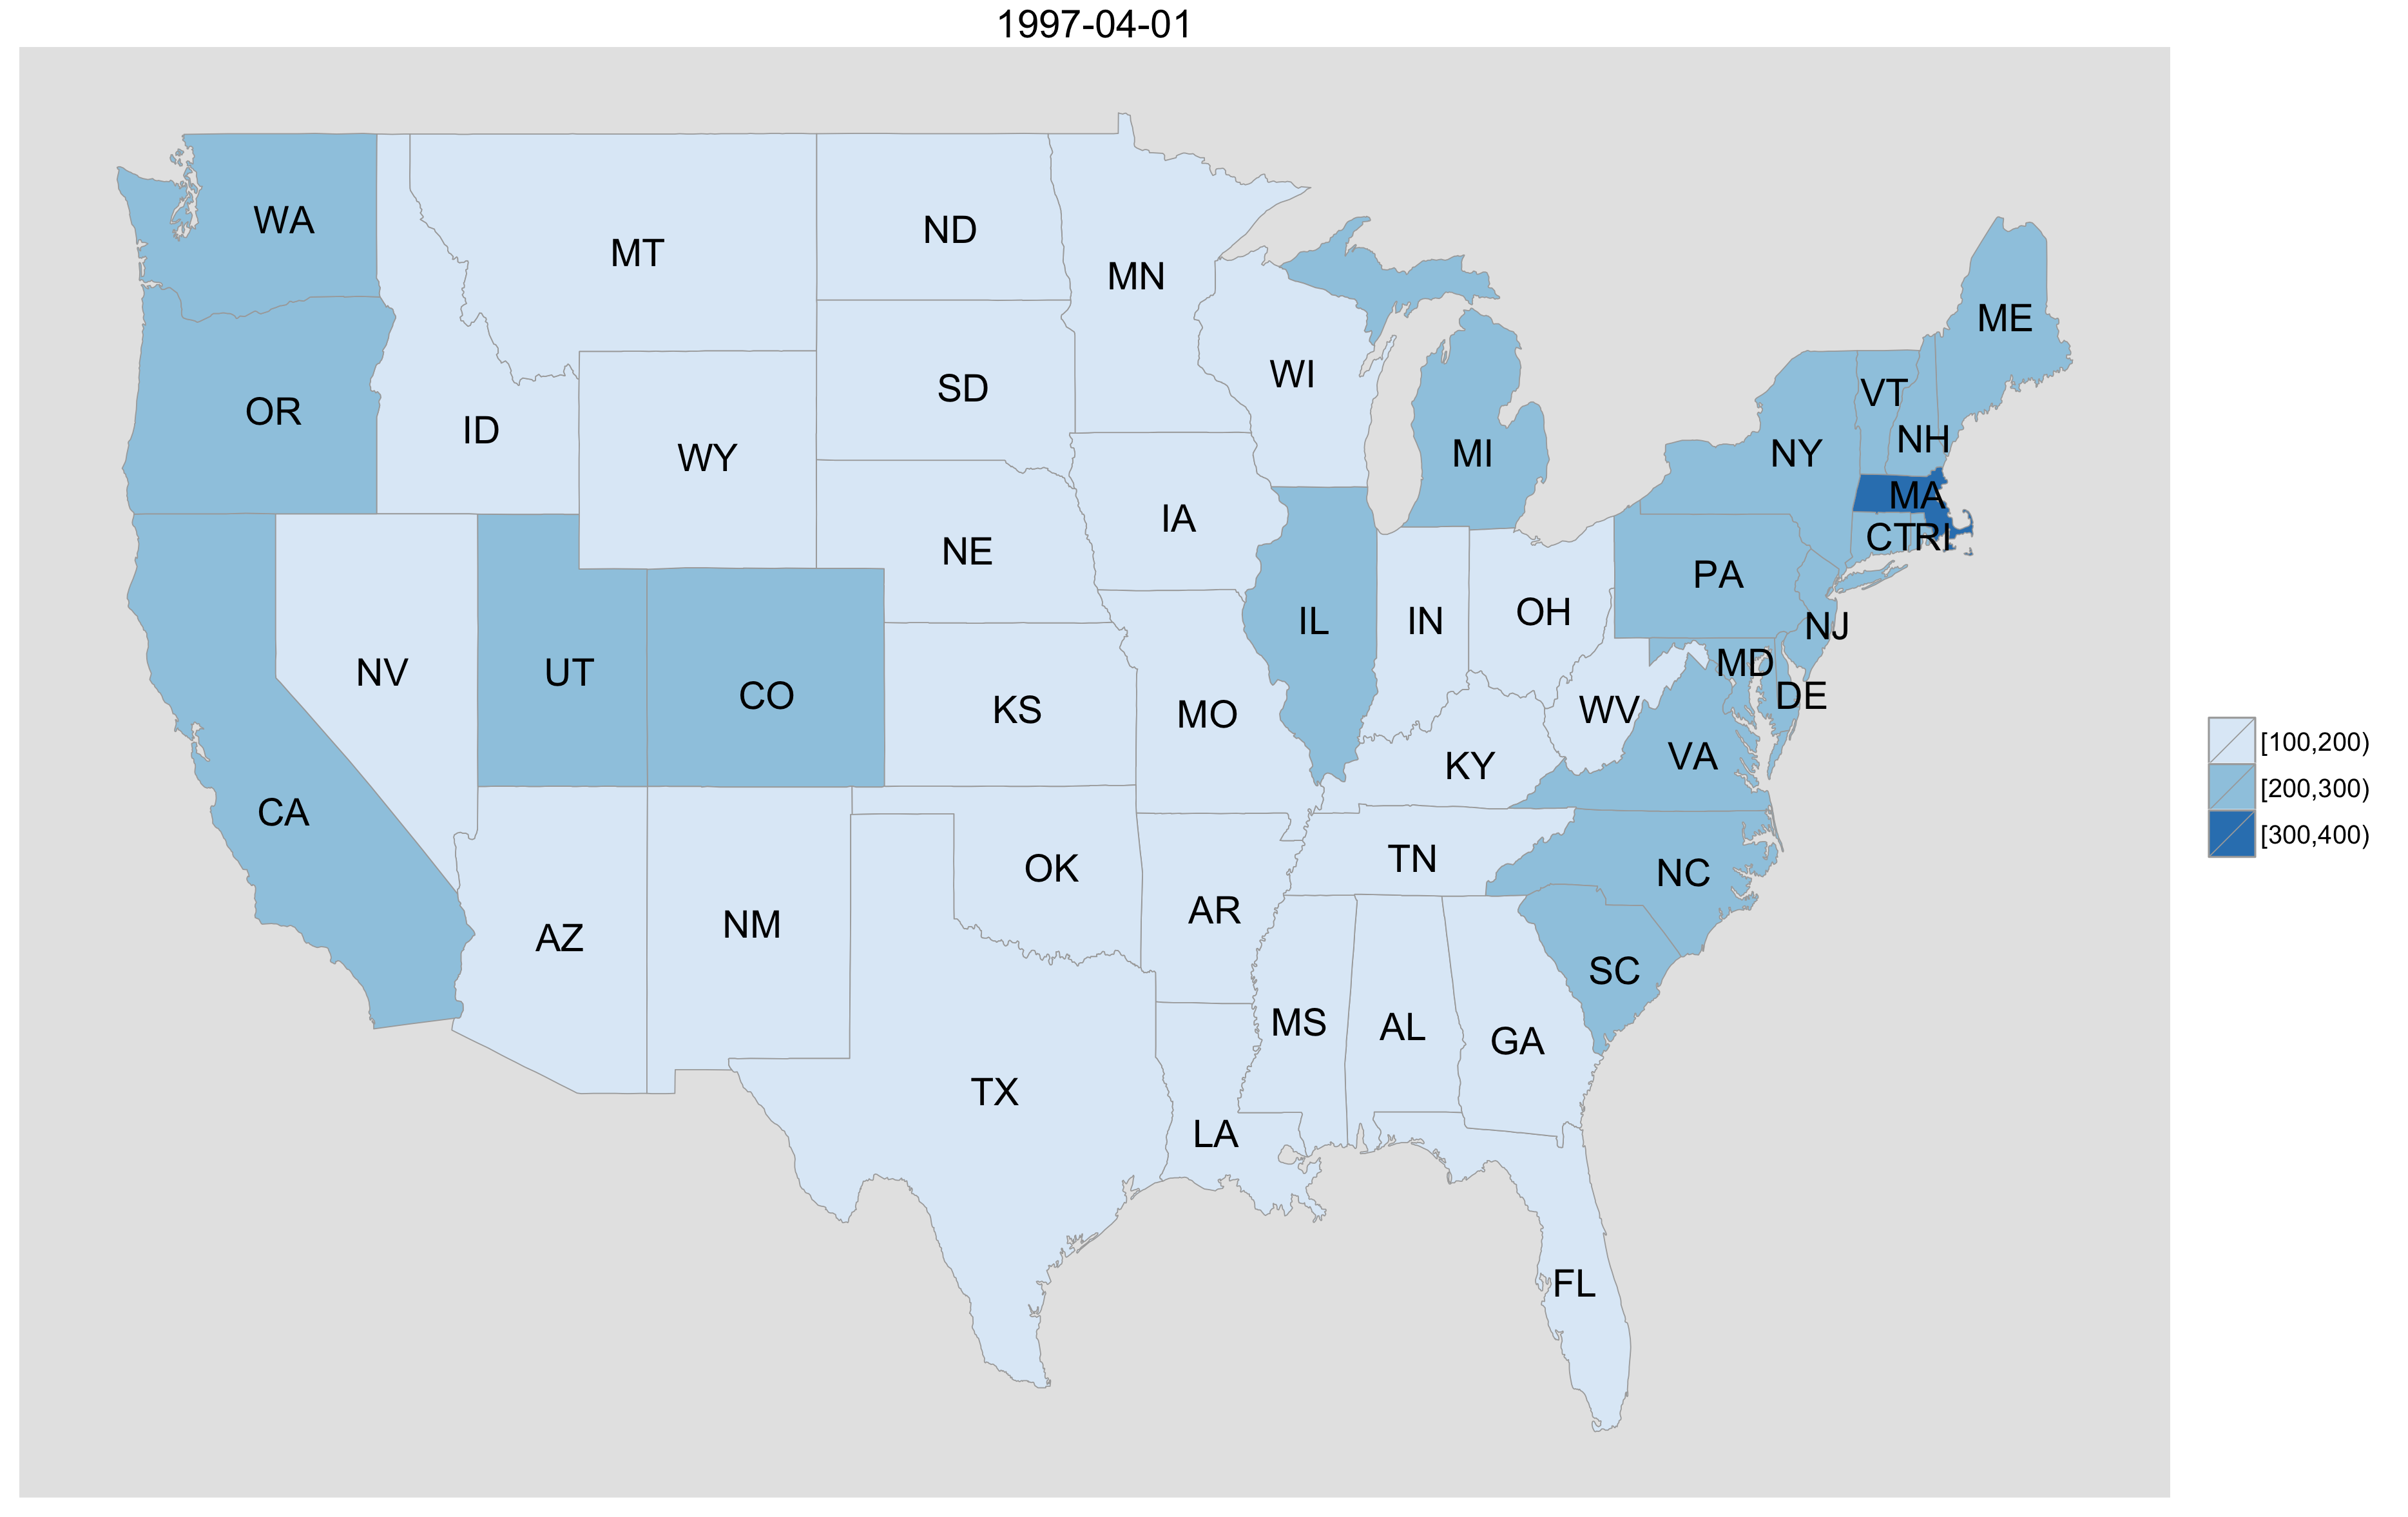 1997-04-01
WA
MT
ND
MN
ME
OR
ID
WY
SD
WI
MI
NY
VT
NH
MA
CT
RI
NE
IA
PA
NV
UT
CO
KS
MO
IL
IN
OH
NJ
MD
DE
WV
VA
KY
CA
AZ
NM
OK
AR
TN
NC
SC
TX
LA
MS
AL
GA
FL
[100,200)
[200,300)
[300,400)